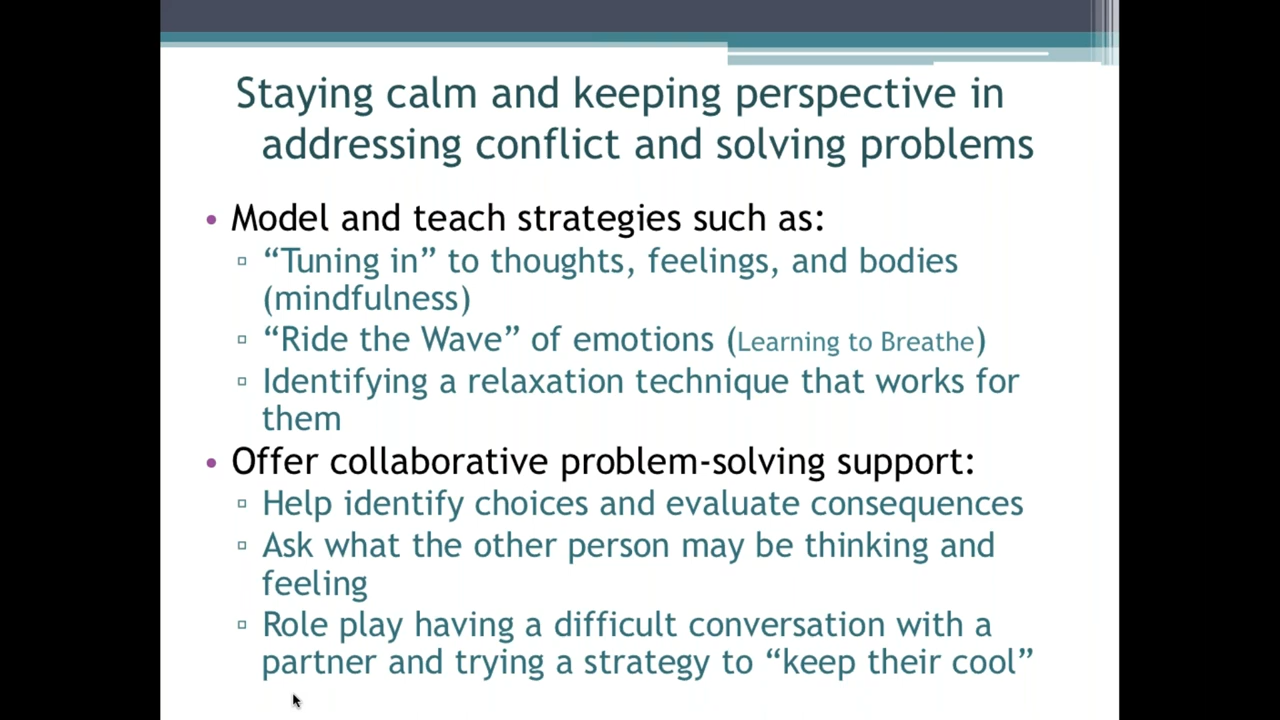 Staying calm and keeping perspective in
addressing conflict and solving problems
• Model and teach strategies such as:
▫ “Tuning in” to thoughts, feelings, and bodies
(mindfulness)
▫ “Ride the Wave” of emotions (Learning to Breathe)
▫ Identifying a relaxation technique that works for
them
• Offer collaborative problem-solving support:
▫ Help identify choices and evaluate consequences
▫ Ask what the other person may be thinking and
feeling
▫ Role play having a difficult conversation with a
partner and trying a strategy to “keep their cool”